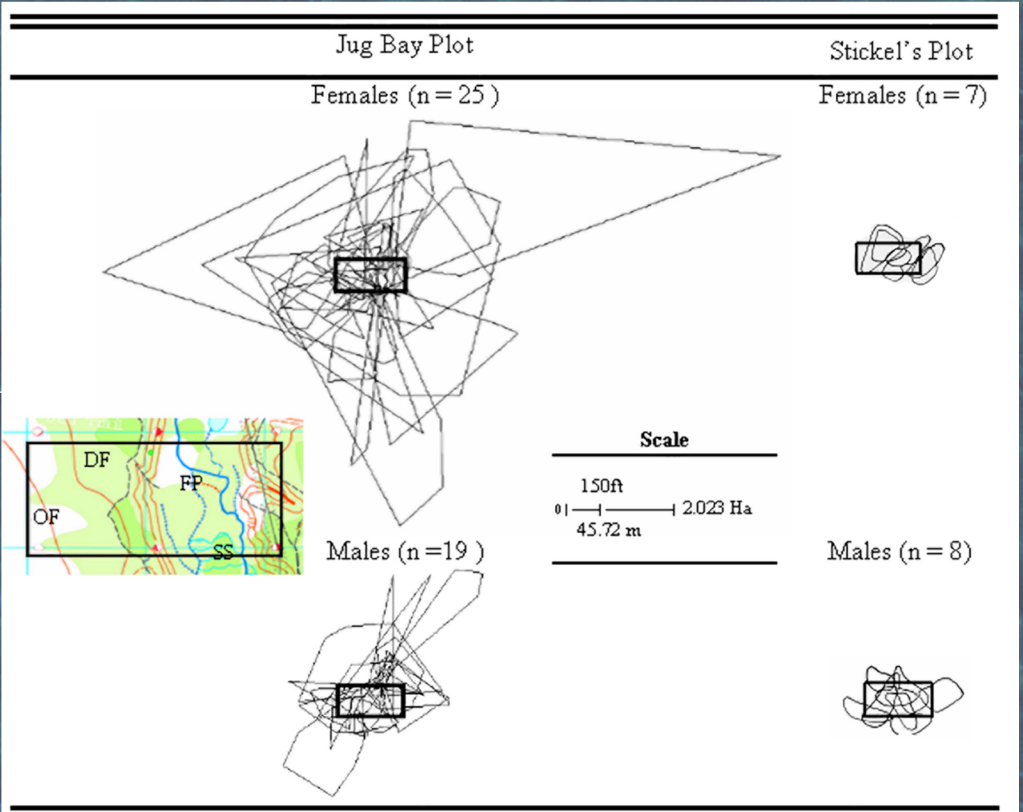 Jug Bay Plot
Stickel's Plot
Females (n = 25 )
Females (n = 7)
Scale
150ft
0
2.023 Ha
45.72 m
DF
FP
OF
SS
Males (n =19 )
Males (n = 8)